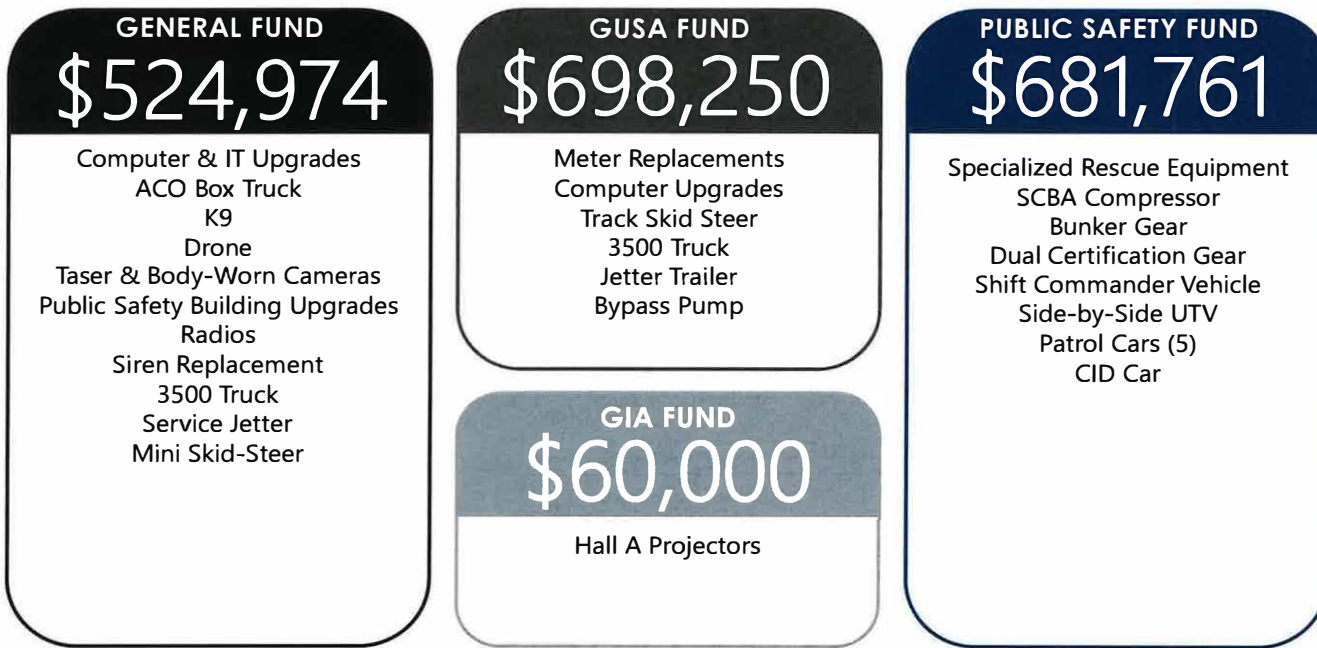 GENERAL FUND
$524,974
Computer & IT Upgrades
ACO Box Truck
K9
Drone
Taser & Body-Worn Cameras
Public Safety Building Upgrades
Radios
Siren Replacement
3500 Truck
Service Jetter
Mini Skid-Steer
GUSA FUND
$698,250
Meter Replacements
Computer Upgrades
Track Skid Steer
3500 Truck
Jetter Trailer
Bypass Pump
GIA FUND
$60,000
Hall A Projectors
PUBLIC SAFETY FUND
$681,761
Specialized Rescue Equipment
SCBA Compressor
Bunker Gear
Dual Certification Gear
Shift Commander Vehicle
Side-by-Side UTV
Patrol Cars (5)
CID Car